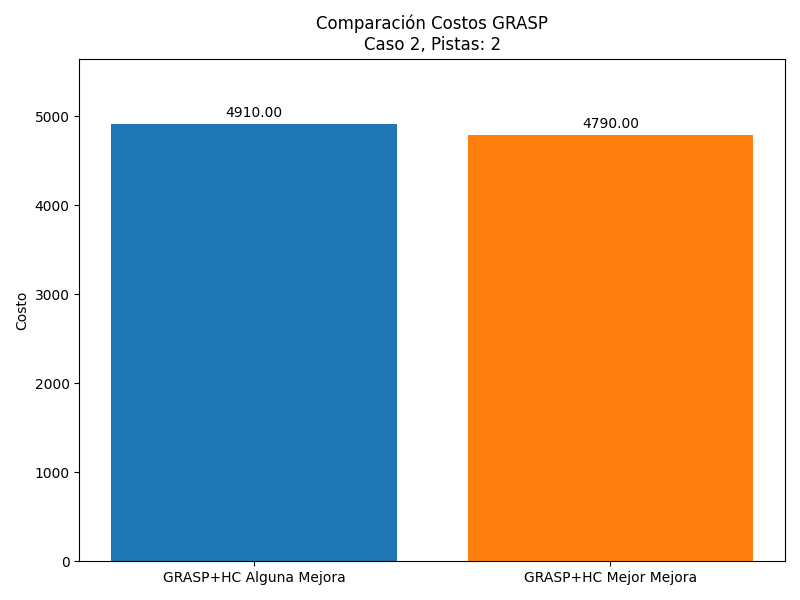 Comparación Costos GRASP
Caso 2, Pistas: 2
4910.00
4790.00
5000
4000
3000
2000
1000
0
Costo
GRASP+HC Alguna Mejora
GRASP+HC Mejor Mejora